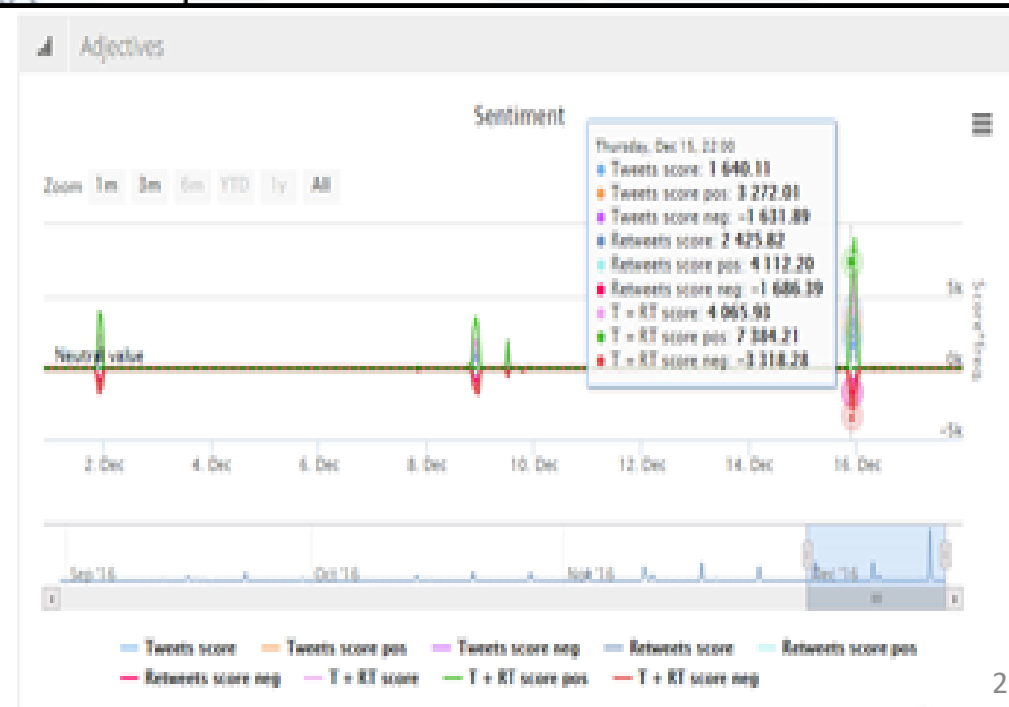 Adjectives
Sentiment
Zoom 1m 3m 6m YTD 1y All
Thursday, Dec 15, 22:00
Tweets score: 1 640.11
Tweets score pos: 3 272.01
Tweets score neg: -1 631.89
Retweets score: 2 425.82
Retweets score pos: 4 112.20
Retweets score neg: -1 686.39
T + RT score: 4 065.93
T + RT score pos: 7 384.21
T + RT score neg: -3 318.28
5k
Neutral value
0k
-5k
2. Dec 4. Dec 6. Dec 8. Dec 10. Dec 12. Dec 14. Dec 16. Dec
Sep '16 Oct '16 '16 Dec '16
Tweets score Tweets score pos Tweets score neg Retweets score Retweets score pos
Retweets score neg T + RT score T + RT score pos T + RT score neg
2